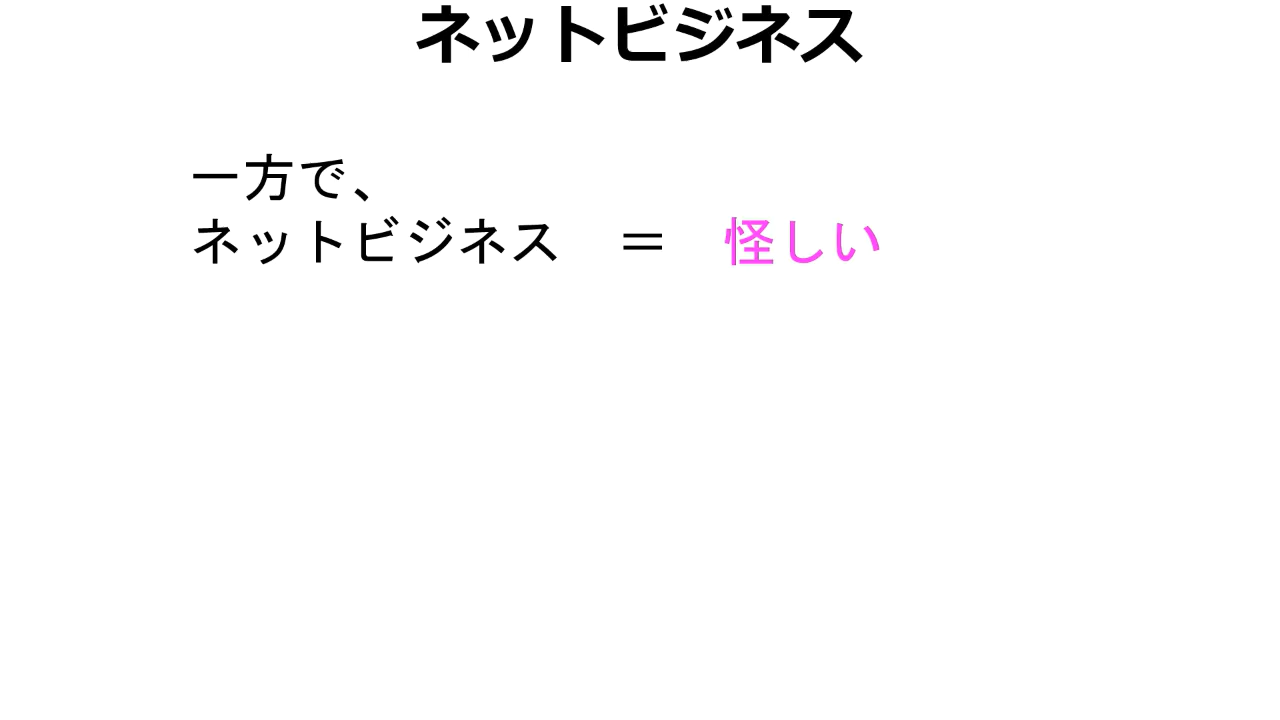 ネットビジネス
一方で、
ネットビジネス　＝　怪しい